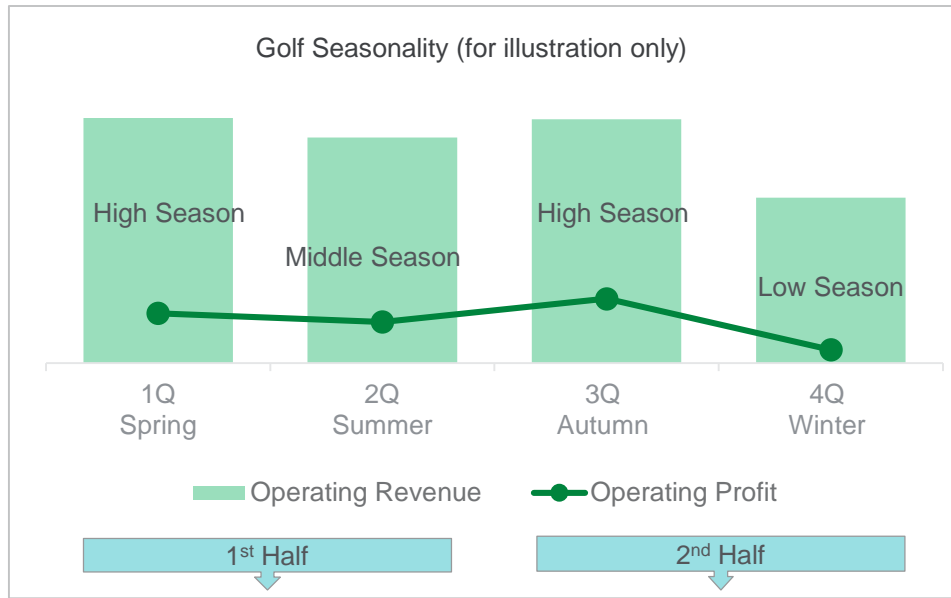 Golf Seasonality (for illustration only)
High Season
Middle Season
High Season
Low Season
1Q
Spring
2Q
Summer
3Q
Autumn
4Q
Winter
Operating Revenue
Operating Profit
1st Half
2nd Half